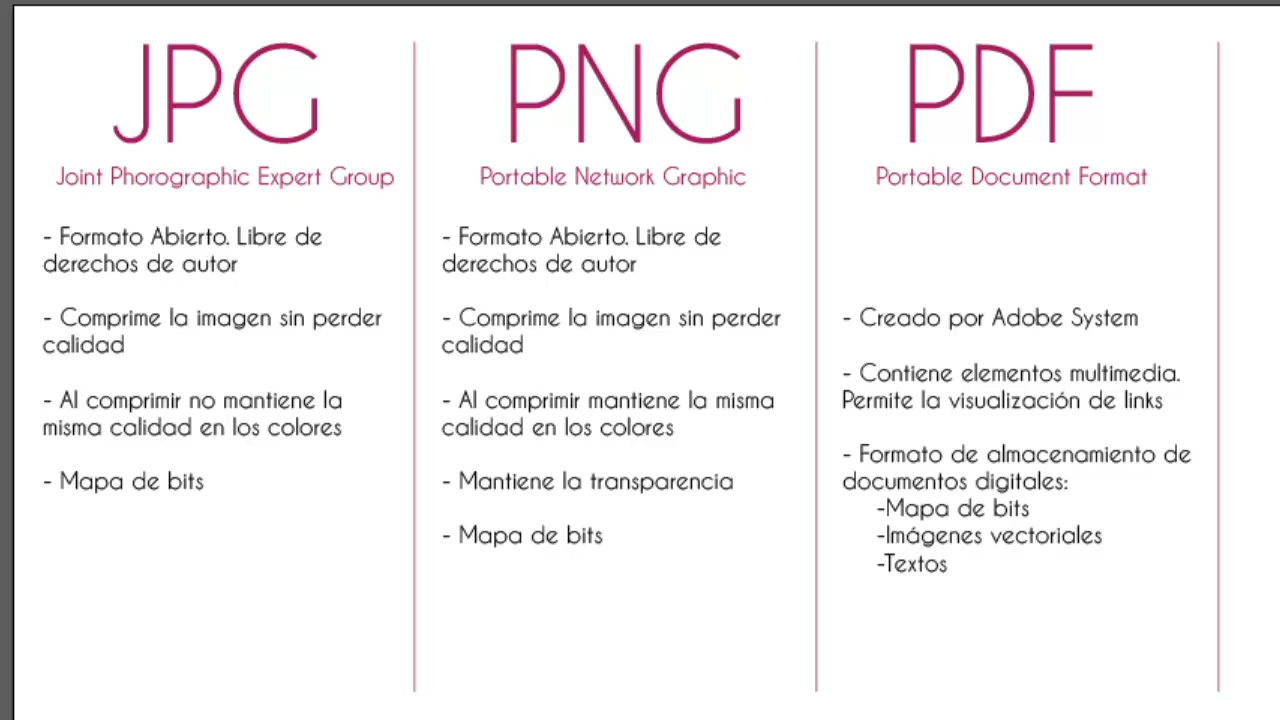 JPG
Joint Phorographic Expert Group
- Formato Abierto. Libre de
derechos de autor
- Comprime la imagen sin perder
calidad
- Al comprimir no mantiene la
misma calidad en los colores
- Mapa de bits
PNG
Portable Network Graphic
- Formato Abierto. Libre de
derechos de autor
- Comprime la imagen sin perder
calidad
- Al comprimir mantiene la misma
calidad en los colores
- Mantiene la transparencia
- Mapa de bits
PDF
Portable Document Format
- Creado por Adobe System
- Contiene elementos multimedia.
Permite la visualización de links
- Formato de almacenamiento de
documentos digitales:
-Mapa de bits
-Imágenes vectoriales
-Textos